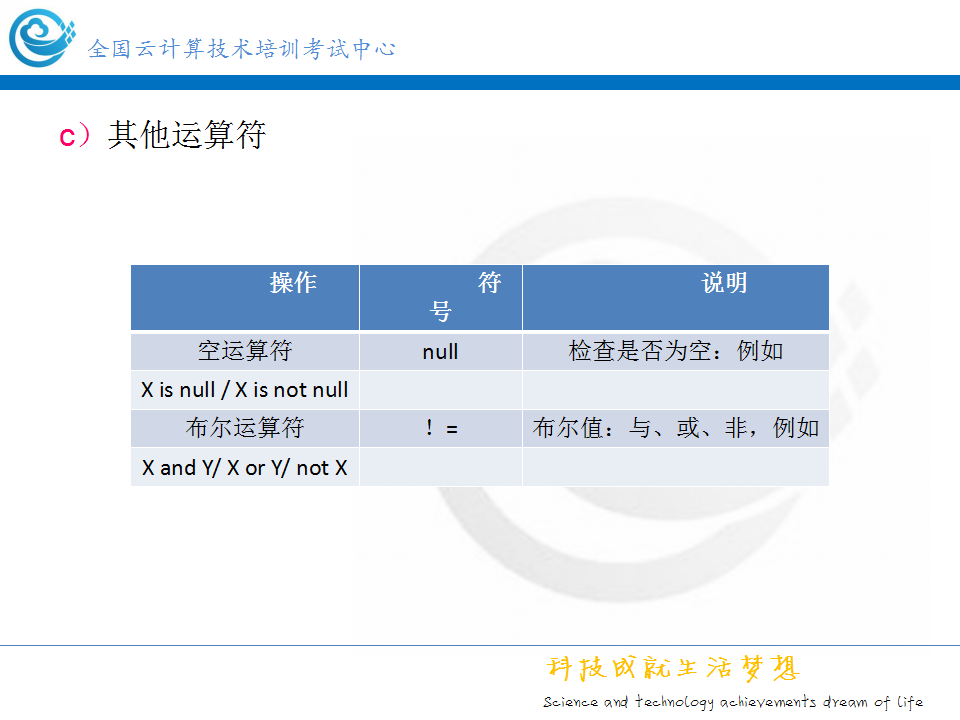 全国云计算技术培训考试中心
c）其他运算符
操作 符 说明
号
空运算符 null 检查是否为空：例如
X is null / X is not null
布尔运算符 ！= 布尔值：与、或、非，例如
X and Y/ X or Y/ not X
科技成就生活梦想
Science and technology achievements dream of life